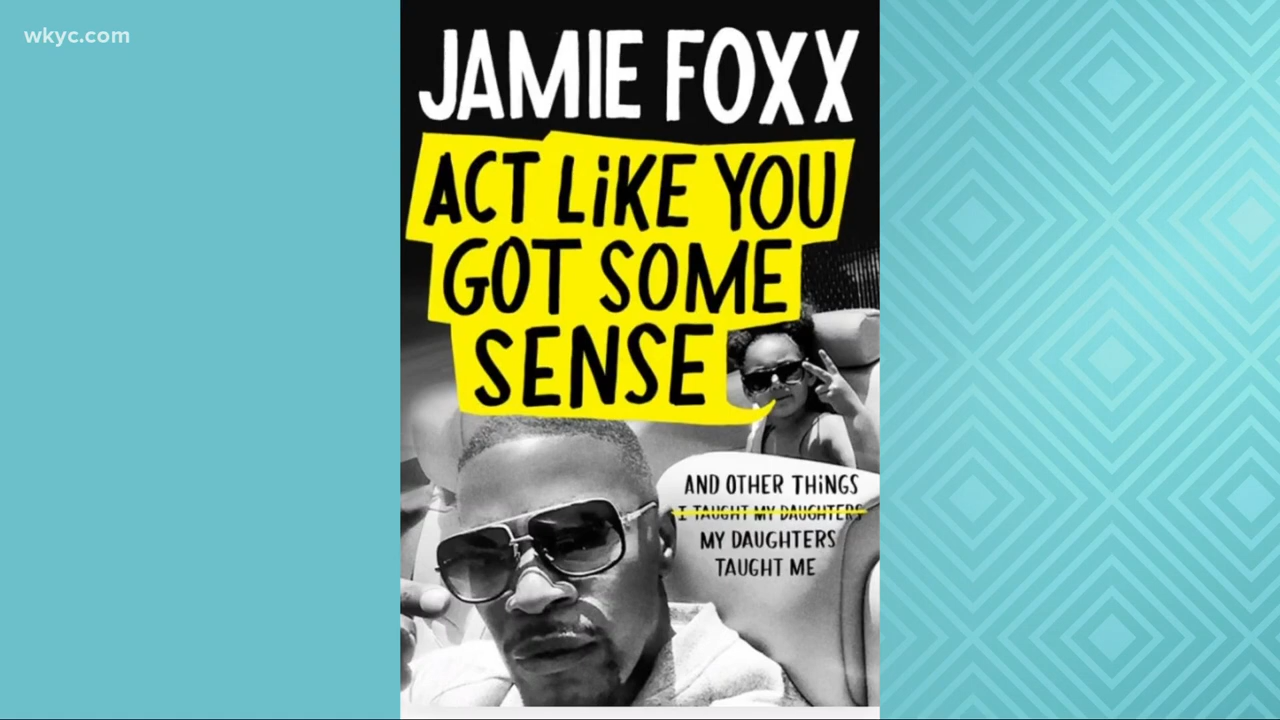 wkyc.com
JAMIE FOXX
ACT LiKE YOU
GOT SOME
SENSE
AND OTHER THiNGS
I TAUGHT MY DAUGHTERS
MY DAUGHTERS
TAUGHT ME